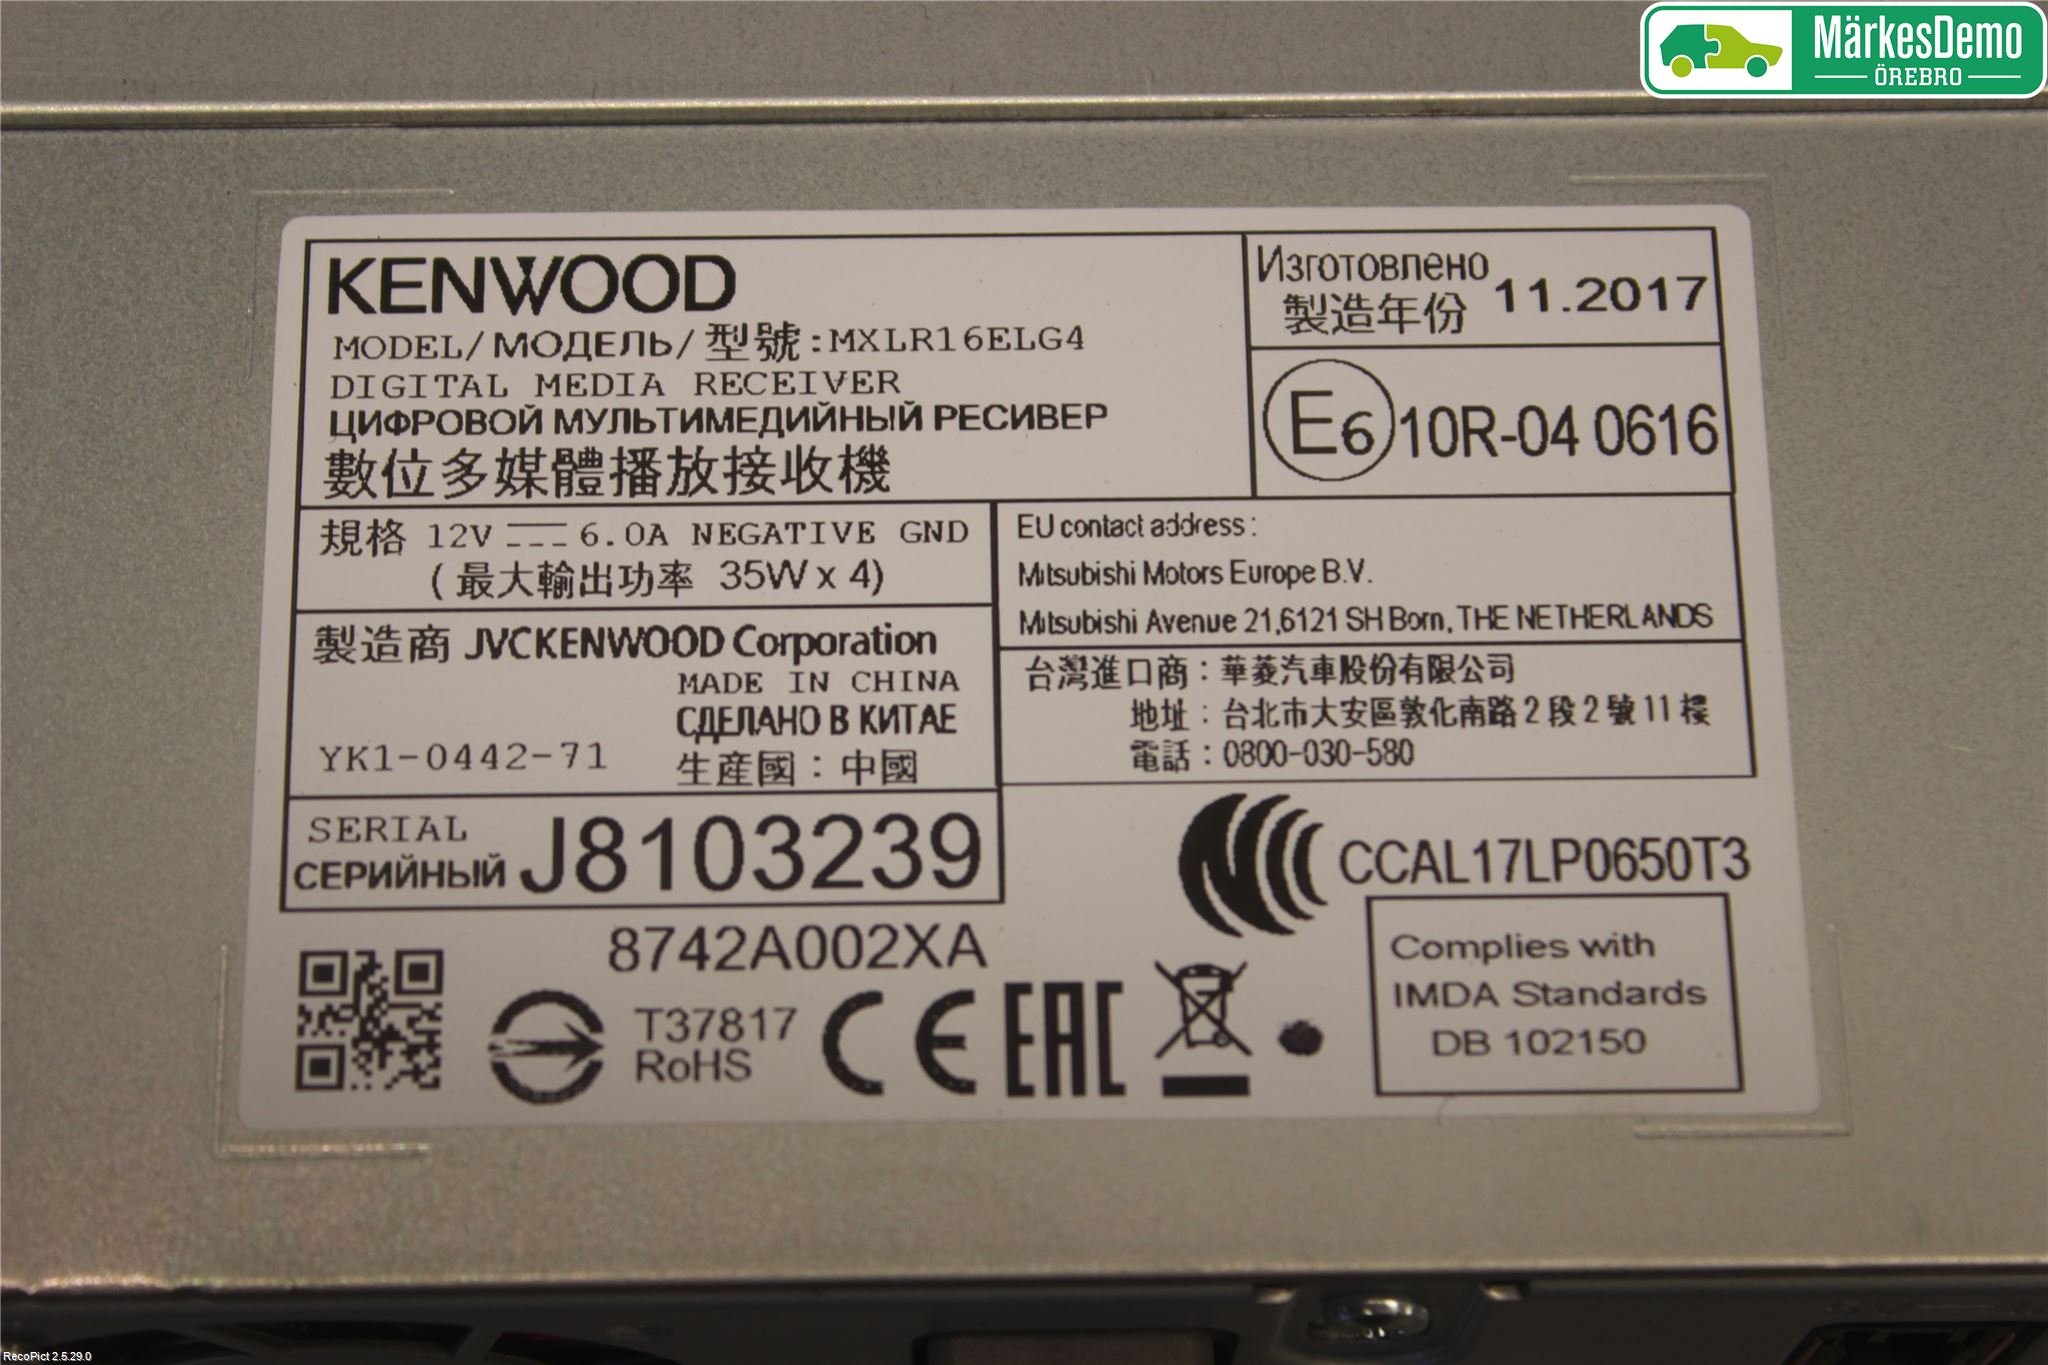 MärkesDemo
ÖREBRO
KENWOOD
MODEL/МОДЕЛЬ/型號:MXLR16ELG4
DIGITAL MEDIA RECEIVER
ЦИФРОВОЙ МУЛЬТИМЕДИЙНЫЙ РЕСИВЕР
數位多媒體播放接收機
Изготовлено
製造年份
11.2017
E6 10R-04 0616
規格 12V 6.0A NEGATIVE GND
(最大輸出功率 35W x 4)
EU contact address:
Mitsubishi Motors Europe B.V.
Mitsubishi Avenue 21,6121 SH Born, THE NETHERLANDS
製造商 JVCKENWOOD Corporation
MADE IN CHINA
СДЕЛАНО В КИТАЕ
YK1-0442-71
生産國：中國
台灣進口商：華菱汽車股份有限公司
地址：台北市大安區敦化南路2段2號11樓
電話：0800-030-580
SERIAL
СЕРИЙНЫЙ
J8103239
CCAL17LP0650T3
8742A002XA
T37817
RoHS
CE EAC
Complies with
IMDA Standards
DB 102150
RecoPict 2.5.29.0